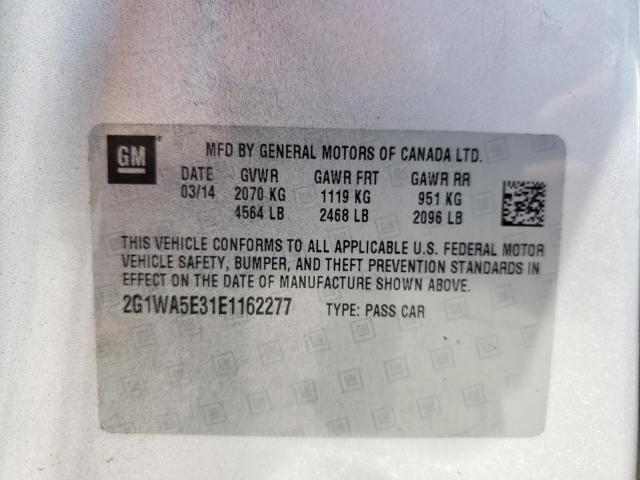 GM MFD BY GENERAL MOTORS OF CANADA LTD.
DATE GVWR GAWR FRT GAWR RR
03/14 2070 KG 1119 KG 951 KG
4564 LB 2468 LB 2096 LB
THIS VEHICLE CONFORMS TO ALL APPLICABLE U.S. FEDERAL MOTOR
VEHICLE SAFETY, BUMPER, AND THEFT PREVENTION STANDARDS IN
EFFECT ON THE DATE OF MANUFACTURE SHOWN ABOVE.
2G1WA5E31E1162277 TYPE: PASS CAR